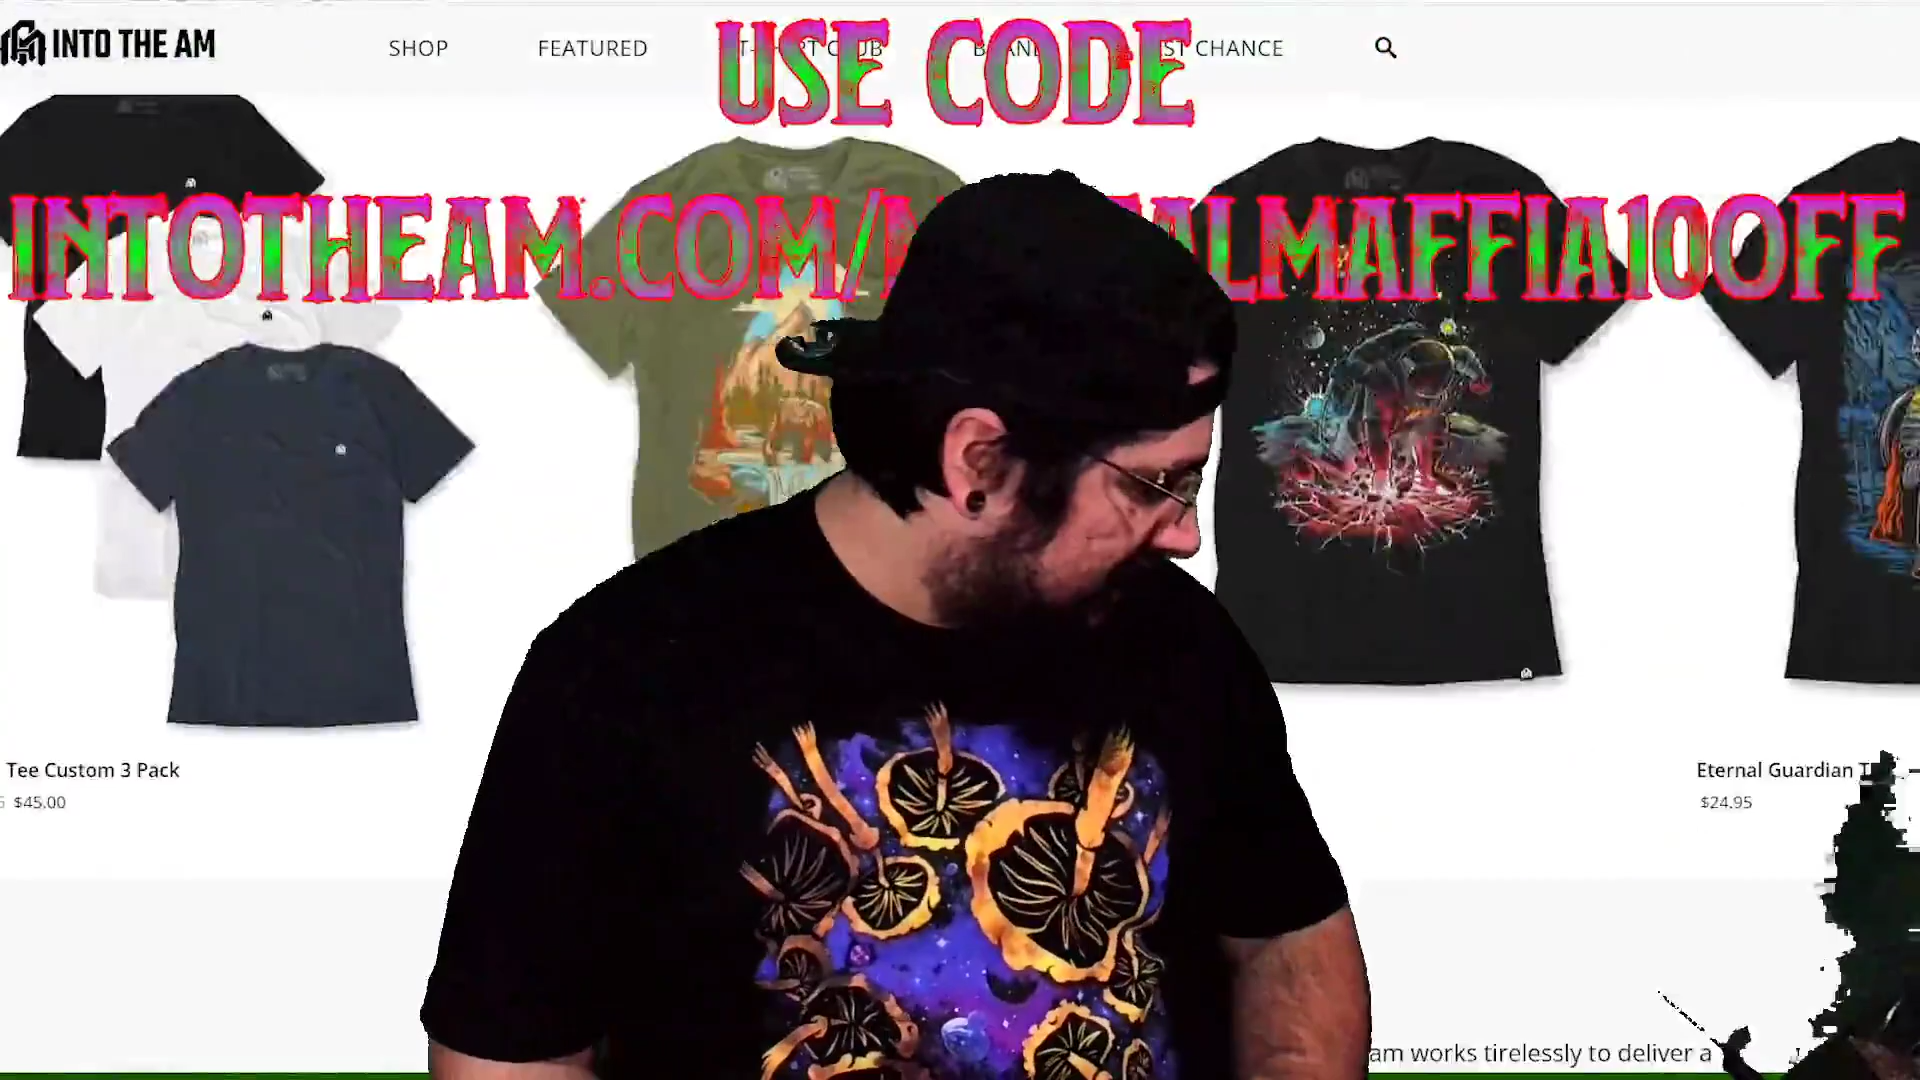 INTO THE AM
SHOP FEATURED CHANCE
USE CODE
INTOTHEAM.COM/ ALMAFFIA10OFF
Tee Custom 3 Pack
$45.00
Eternal Guardian
$24.95
am works tirelessly to deliver a